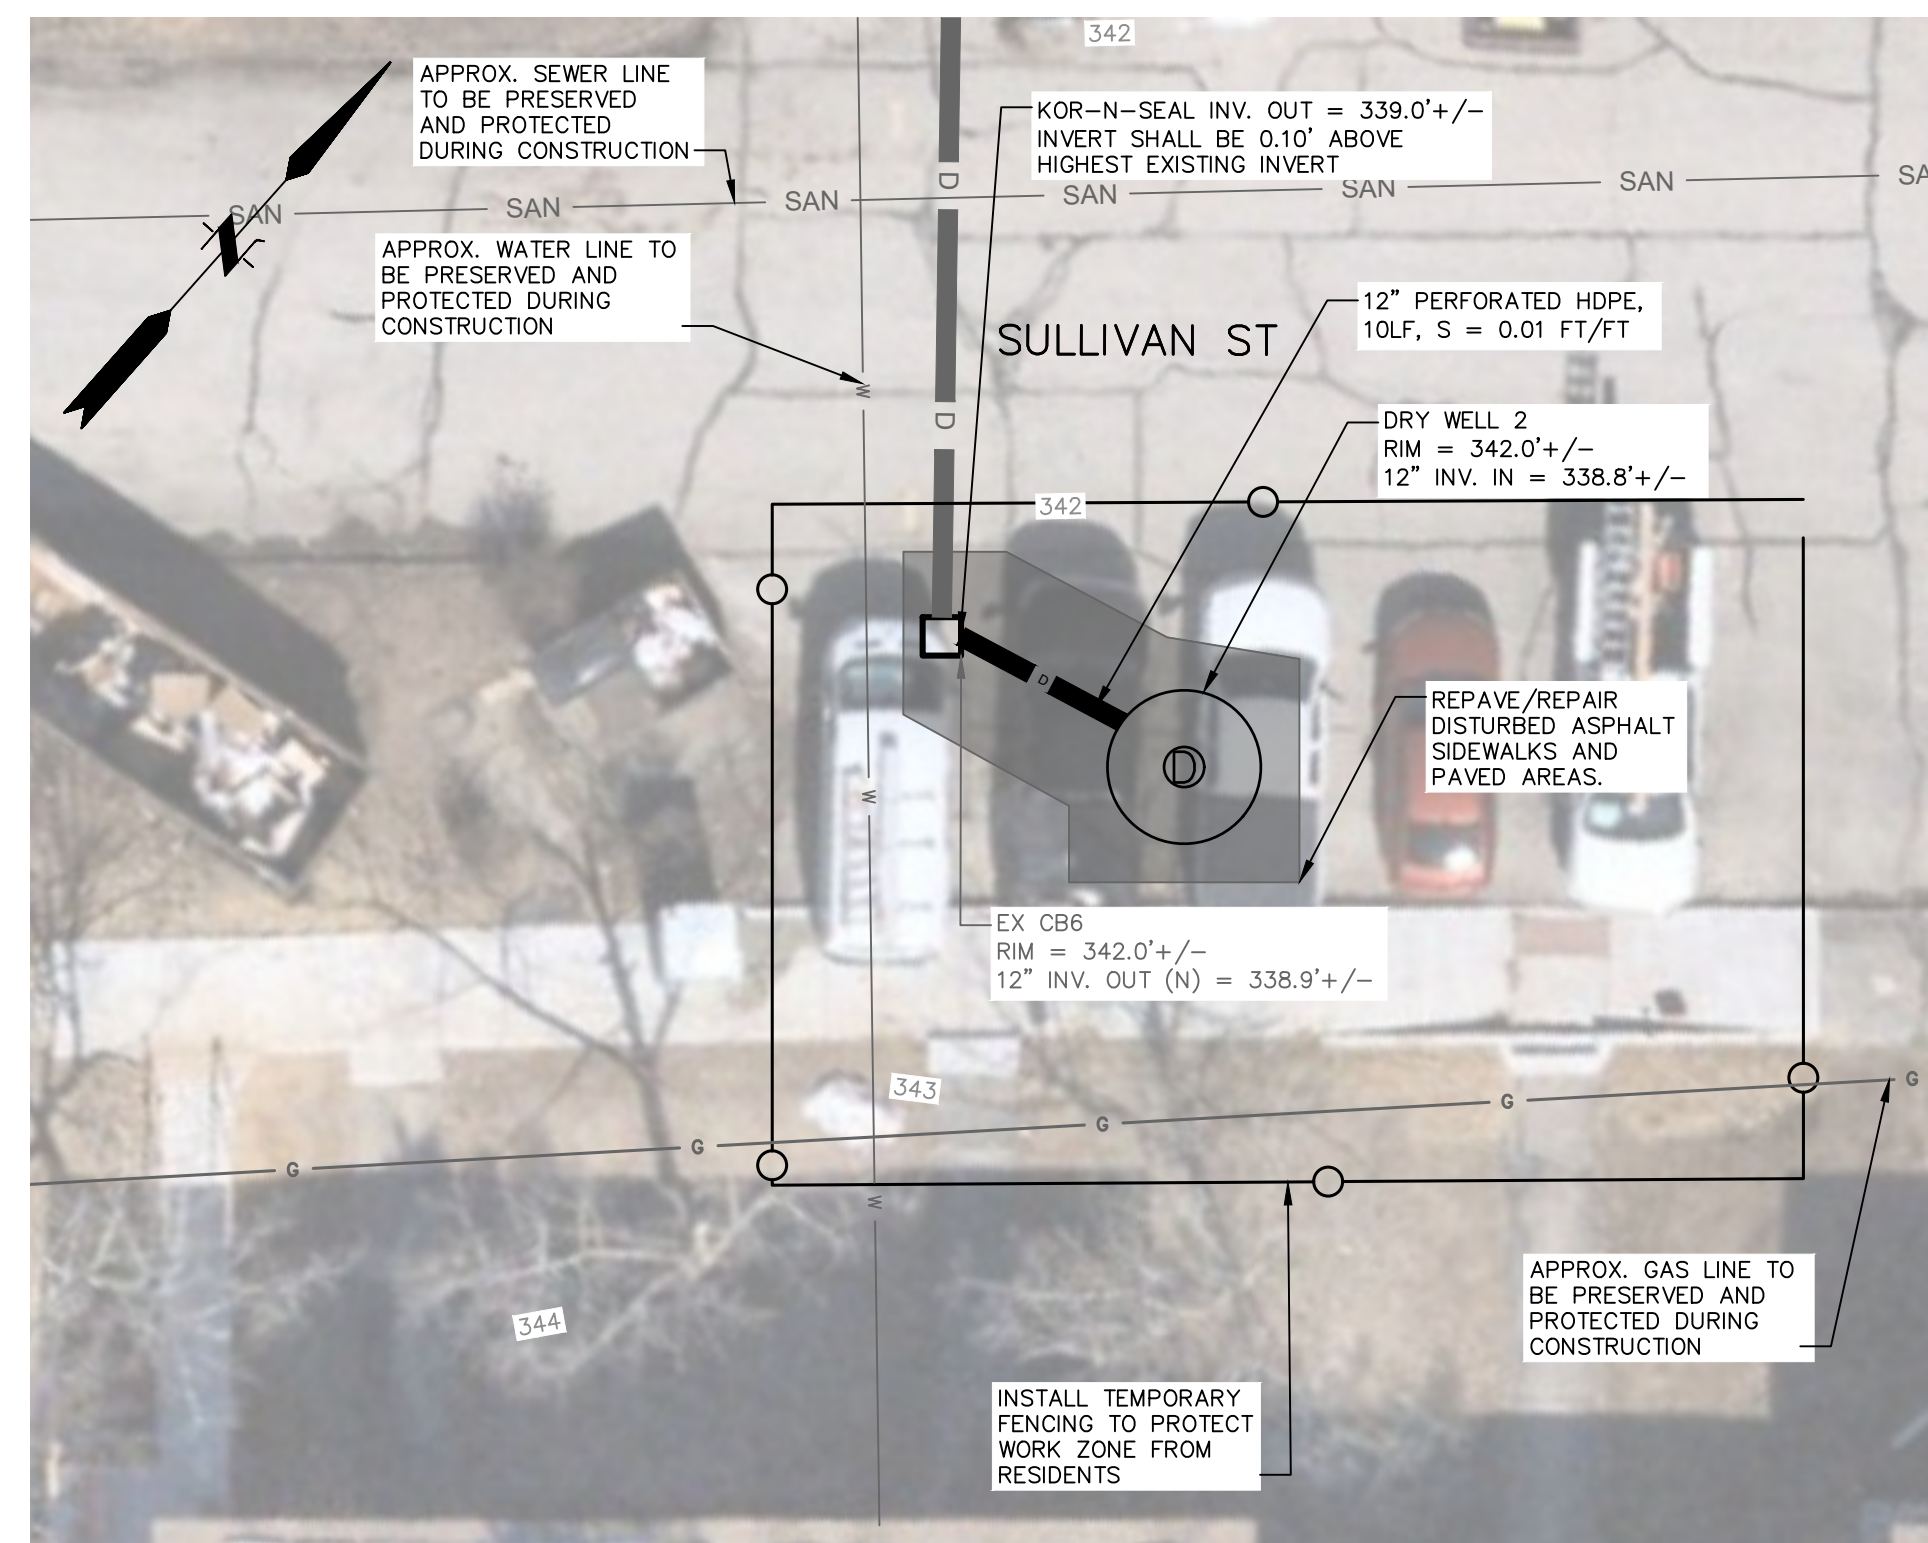 342
APPROX. SEWER LINE
TO BE PRESERVED
AND PROTECTED
DURING CONSTRUCTION
KOR-N-SEAL INV. OUT = 339.0'+/-
INVERT SHALL BE 0.10' ABOVE
HIGHEST EXISTING INVERT
D
SAN
SAN
SAN
SAN
SAN
SAN
SA
N
APPROX. WATER LINE TO
BE PRESERVED AND
PROTECTED DURING
CONSTRUCTION
12" PERFORATED HDPE,
10LF, S = 0.01 FT/FT
SULLIVAN ST
W
D
DRY WELL 2
RIM = 342.0'+/-
12" INV. IN = 338.8'+/-
342
D
REPAVE/REPAIR
DISTURBED ASPHALT
SIDEWALKS AND
PAVED AREAS.
D
W
EX CB6
RIM = 342.0'+/-
12" INV. OUT (N) = 338.9'+/-
343
G
G
G
G
G
W
344
APPROX. GAS LINE TO
BE PRESERVED AND
PROTECTED DURING
CONSTRUCTION
INSTALL TEMPORARY
FENCING TO PROTECT
WORK ZONE FROM
RESIDENTS